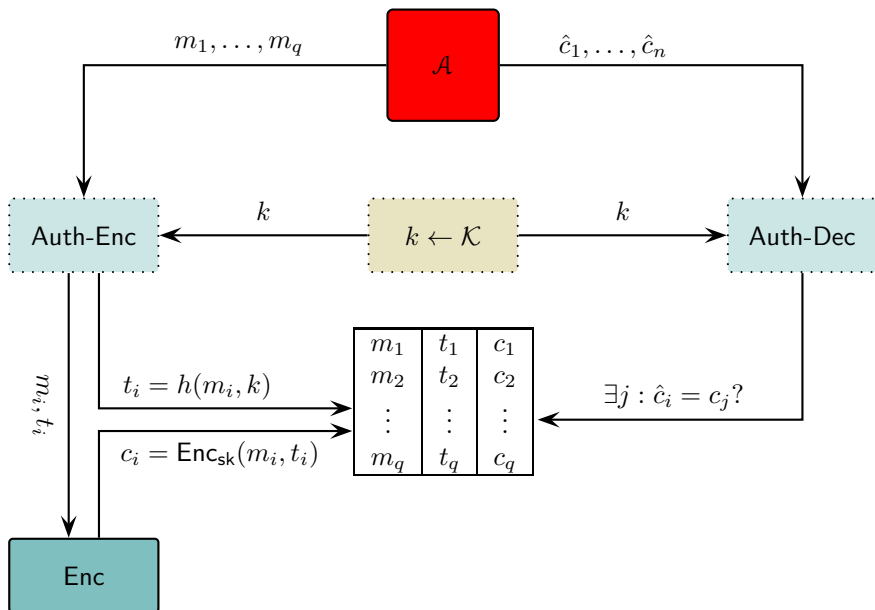 m_1, …, m_q
𝒜
ĉ_1, …, ĉ_n
Auth-Enc
k
k ← 𝒦
k
Auth-Dec
m_i, t_i
t_i = h(m_i, k)
c_i = Enc_sk(m_i, t_i)
m_1 t_1 c_1
m_2 t_2 c_2
⋮ ⋮ ⋮
m_q t_q c_q
∃j : ĉ_i = c_j?
Enc